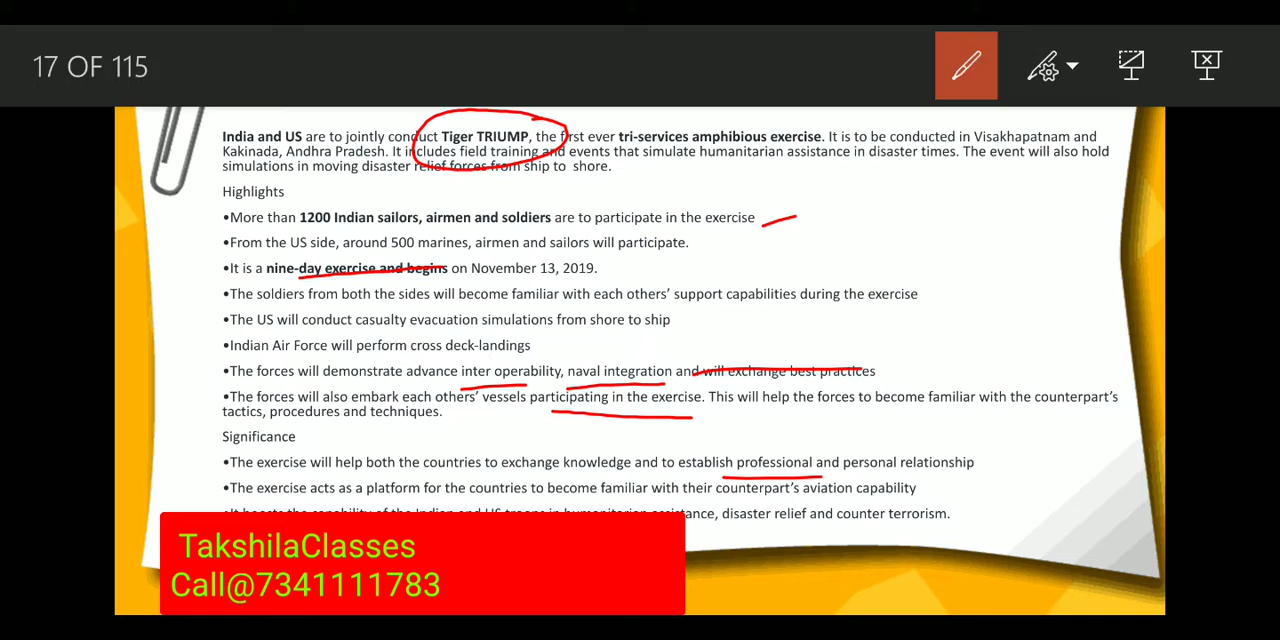 17 OF 115
India and US are to jointly conduct Tiger TRIUMP, the first ever tri-services amphibious exercise. It is to be conducted in Visakhapatnam and
Kakinada, Andhra Pradesh. It includes field training and events that simulate humanitarian assistance in disaster times. The event will also hold
simulations in moving disaster relief forces from ship to shore.
Highlights
•More than 1200 Indian sailors, airmen and soldiers are to participate in the exercise
•From the US side, around 500 marines, airmen and sailors will participate.
•It is a nine-day exercise and begins on November 13, 2019.
•The soldiers from both the sides will become familiar with each others’ support capabilities during the exercise
•The US will conduct casualty evacuation simulations from shore to ship
•Indian Air Force will perform cross deck-landings
•The forces will demonstrate advance inter operability, naval integration and will exchange best practices
•The forces will also embark each others’ vessels participating in the exercise. This will help the forces to become familiar with the counterpart’s
tactics, procedures and techniques.
Significance
•The exercise will help both the countries to exchange knowledge and to establish professional and personal relationship
•The exercise acts as a platform for the countries to become familiar with their counterpart’s aviation capability
•It boosts the capability of the Indian and US troops in humanitarian assistance, disaster relief and counter terrorism.
TakshilaClasses
Call@7341111783